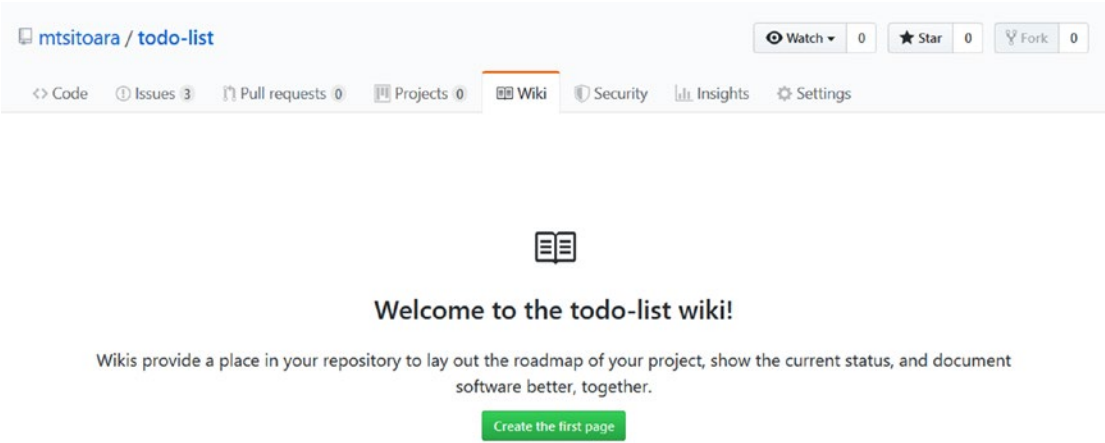 mtsitoara / todo-list
Watch 0 Star 0 Fork 0
Code Issues 3 Pull requests 0 Projects 0 Wiki Security Insights Settings
Welcome to the todo-list wiki!
Wikis provide a place in your repository to lay out the roadmap of your project, show the current status, and document
software better, together.
Create the first page